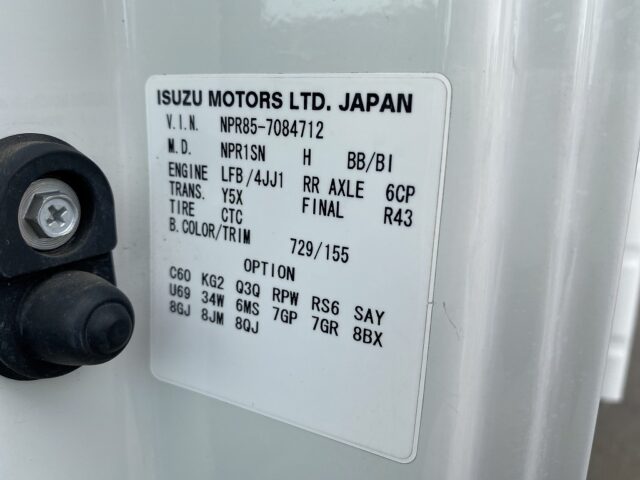 ISUZU MOTORS LTD. JAPAN
V.I.N. NPR85-7084712
M.D. NPR1SN H BB/BI
ENGINE LFB/4JJ1 RR AXLE 6CP
TRANS. Y5X FINAL R43
TIRE CTC
B.COLOR/TRIM 729/155
OPTION
C60 KG2 Q3Q RPW RS6 SAY
U69 34W 6MS 7GP 7GR 8BX
8GJ 8JM 8QJ